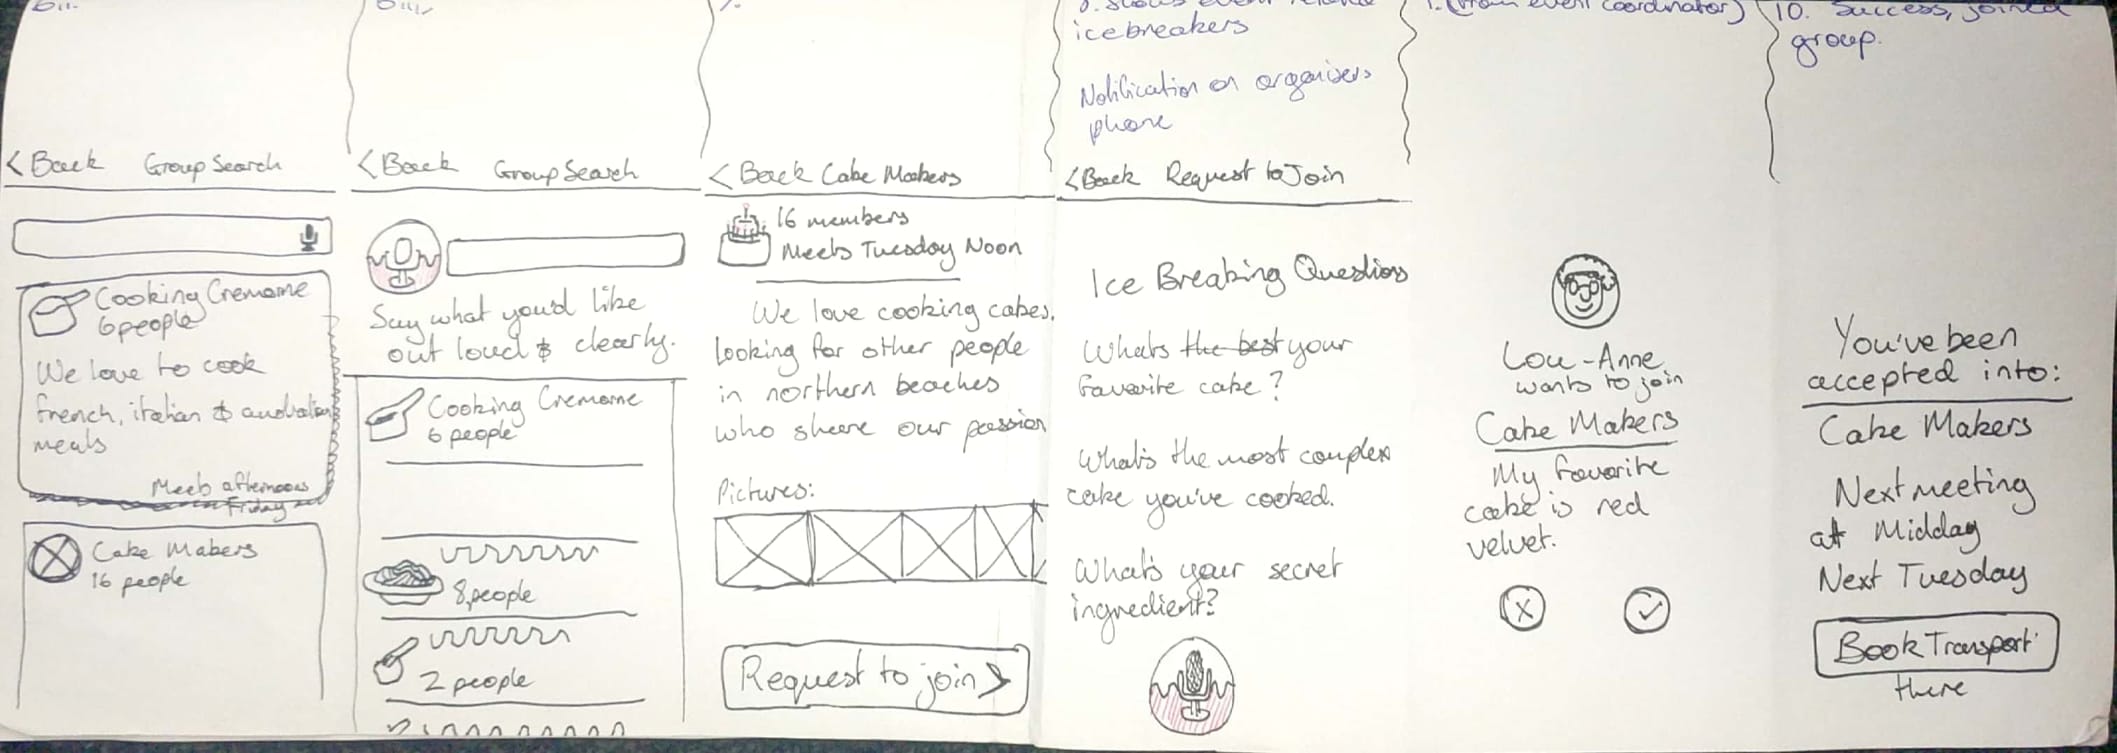 < Back Group Search
Cooking Cremorne
6 people
We love to cook
french, italian & australian
meals
Meets afternoons
Friday
Cake Makers
16 people
< Back Group Search
Say what you'd like
out loud & clearly.
Cooking Cremorne
6 people
8 people
2 people
< Back Cake Makers
16 members
Meets Tuesday Noon
We love cooking cakes.
looking for other people
in northern beaches
who share our passion
Pictures:
Request to join >
icebreakers
Notification on organisers
phone
< Back Request to Join
Ice Breaking Questions
Whats the best your
favorite cake?
What's the most complex
cake you've cooked.
What's your secret
ingredient?
(from event coordinator)
Lou-Anne
wants to join
Cake Makers
My favorite
cake is red
velvet.
10. Success, joined
group.
You've been
accepted into:
Cake Makers
Next meeting
at Midday
Next Tuesday
Book Transport
there